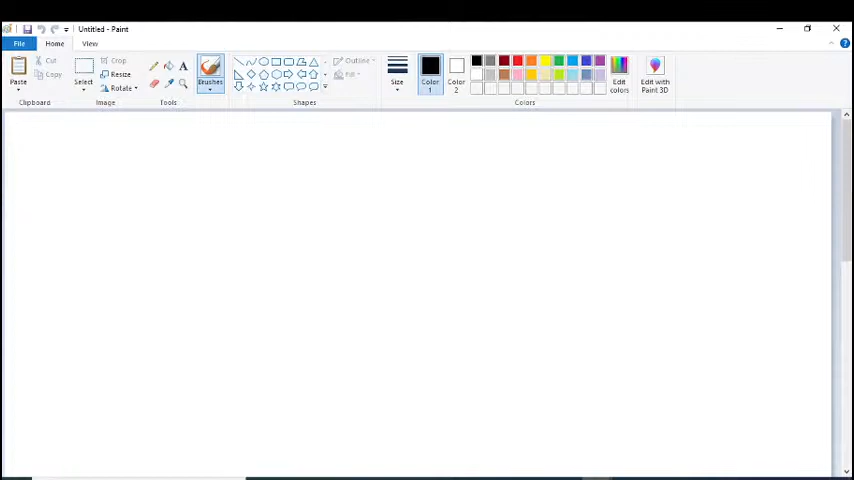 Untitled - Paint
File Home View
Paste
Cut
Copy
Clipboard
Select
Crop
Resize
Rotate
Image
A
Tools
Brushes
Outline
Fill
Shapes
Size
Color
1
Color
2
Edit
colors
Colors
Edit with
Paint 3D